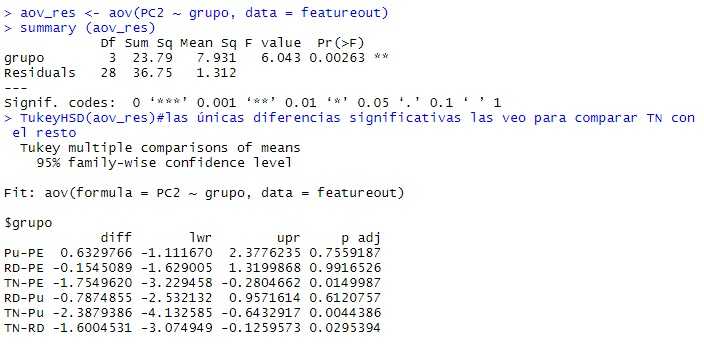 > aov_res <- aov(PC2 ~ grupo, data = featureout)
> summary (aov_res)
Df Sum Sq Mean Sq F value Pr(>F)
grupo 3 23.79 7.931 6.043 0.00263 **
Residuals 28 36.75 1.312
---
Signif. codes: 0 ‘***’ 0.001 ‘**’ 0.01 ‘*’ 0.05 ‘.’ 0.1 ‘ ’ 1
> TukeyHSD(aov_res)#las únicas diferencias significativas las veo para comparar TN con
el resto
Tukey multiple comparisons of means
95% family-wise confidence level
Fit: aov(formula = PC2 ~ grupo, data = featureout)
$grupo
diff lwr upr p adj
Pu-PE 0.6329766 -1.111670 2.3776235 0.7559187
RD-PE -0.1545089 -1.629005 1.3199868 0.9916526
TN-PE -1.7549620 -3.229458 -0.2804662 0.0149987
RD-Pu -0.7874855 -2.532132 0.9571614 0.6120757
TN-Pu -2.3879386 -4.132585 -0.6432917 0.0044386
TN-RD -1.6004531 -3.074949 -0.1259573 0.0295394